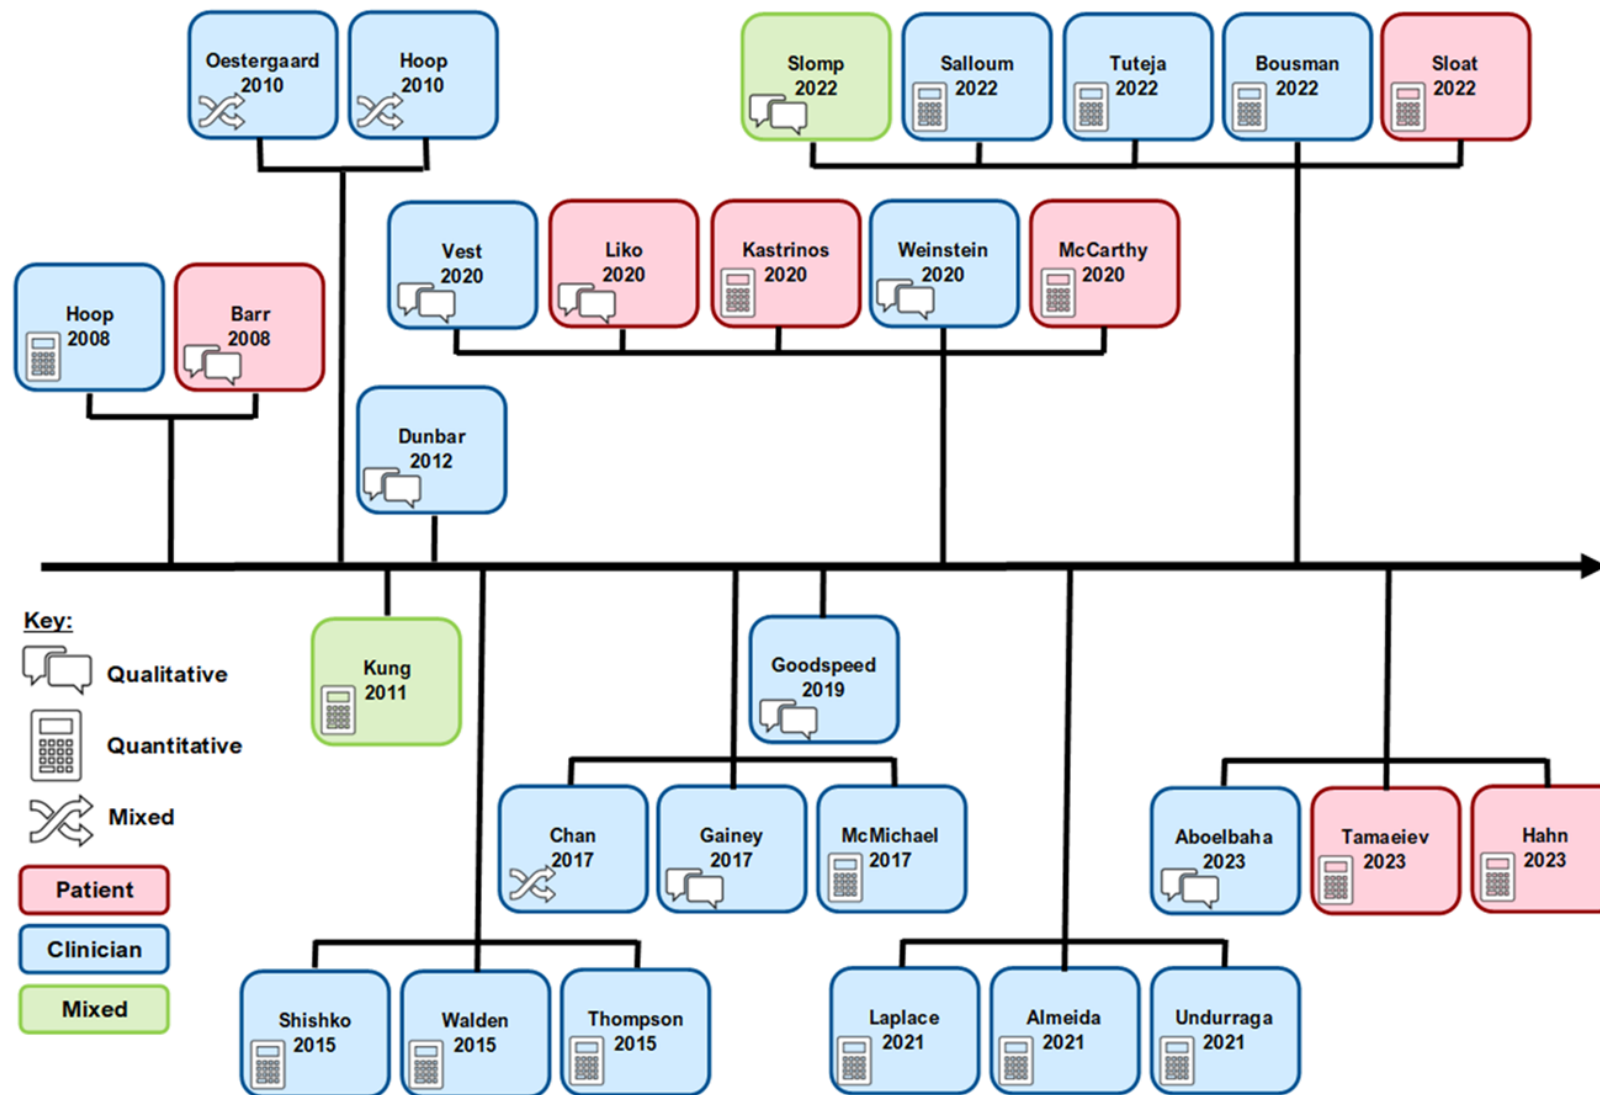 Oestergaard
2010
Hoop
2010
Slomp
2022
Salloum
2022
Tuteja
2022
Bousman
2022
Sloat
2022
Vest
2020
Liko
2020
Kastrinos
2020
Weinstein
2020
McCarthy
2020
Hoop
2008
Barr
2008
Dunbar
2012
Key:
Qualitative
Quantitative
Mixed
Patient
Clinician
Mixed
Kung
2011
Goodspeed
2019
Chan
2017
Gainey
2017
McMichael
2017
Aboelbaha
2023
Tamaeiev
2023
Hahn
2023
Shishko
2015
Walden
2015
Thompson
2015
Laplace
2021
Almeida
2021
Undurraga
2021